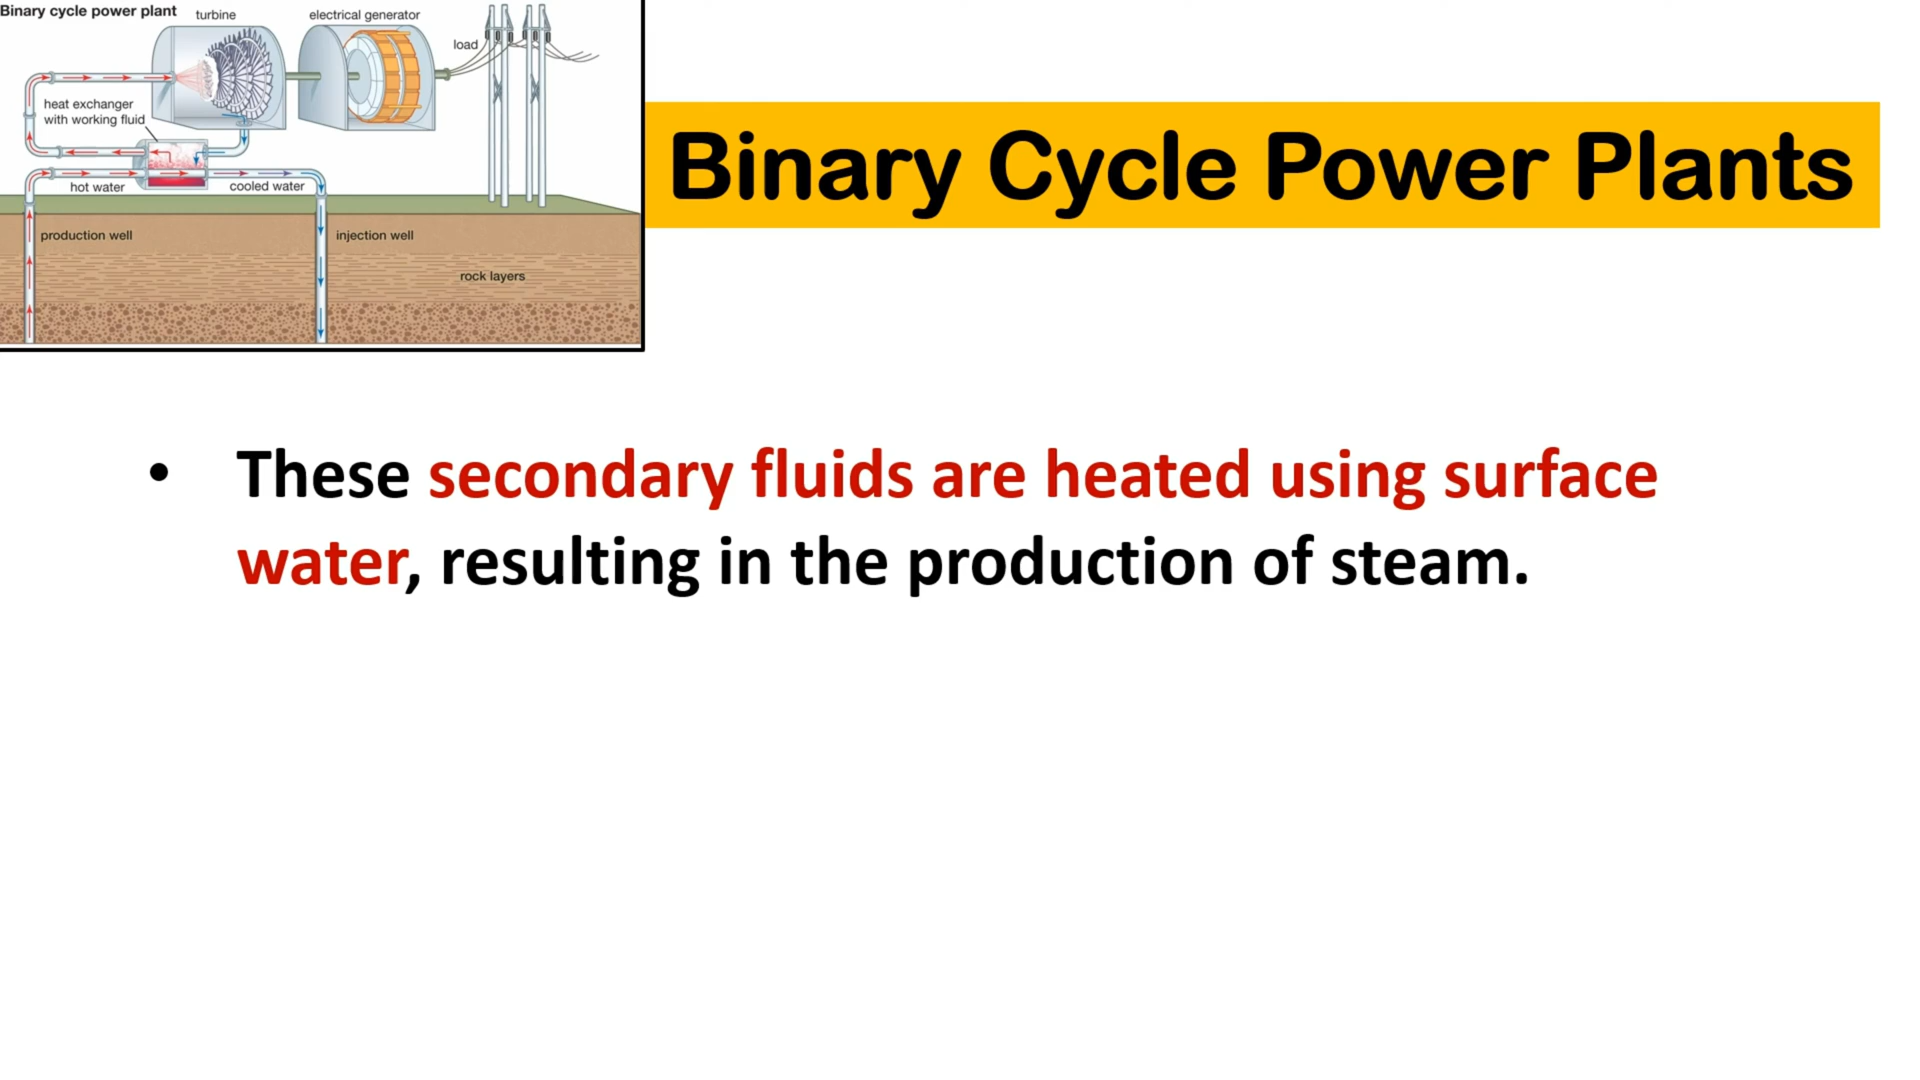 Binary cycle power plant
turbine
electrical generator
load
heat exchanger
with working fluid
hot water
cooled water
production well
injection well
rock layers
Binary Cycle Power Plants
• These secondary fluids are heated using surface
water, resulting in the production of steam.